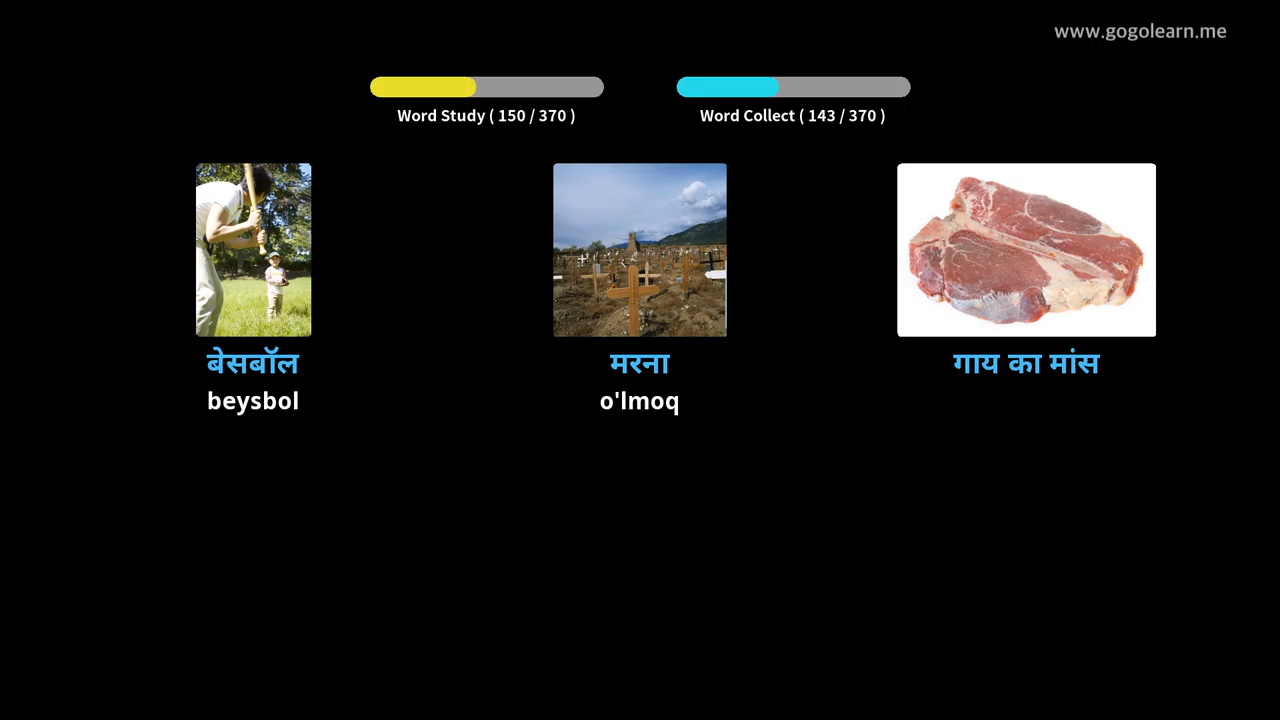 www.gogolearn.me
Word Study ( 150 / 370 )
Word Collect ( 143 / 370 )
बेसबॉल
beysbol
मरना
o'lmoq
गाय का मांस